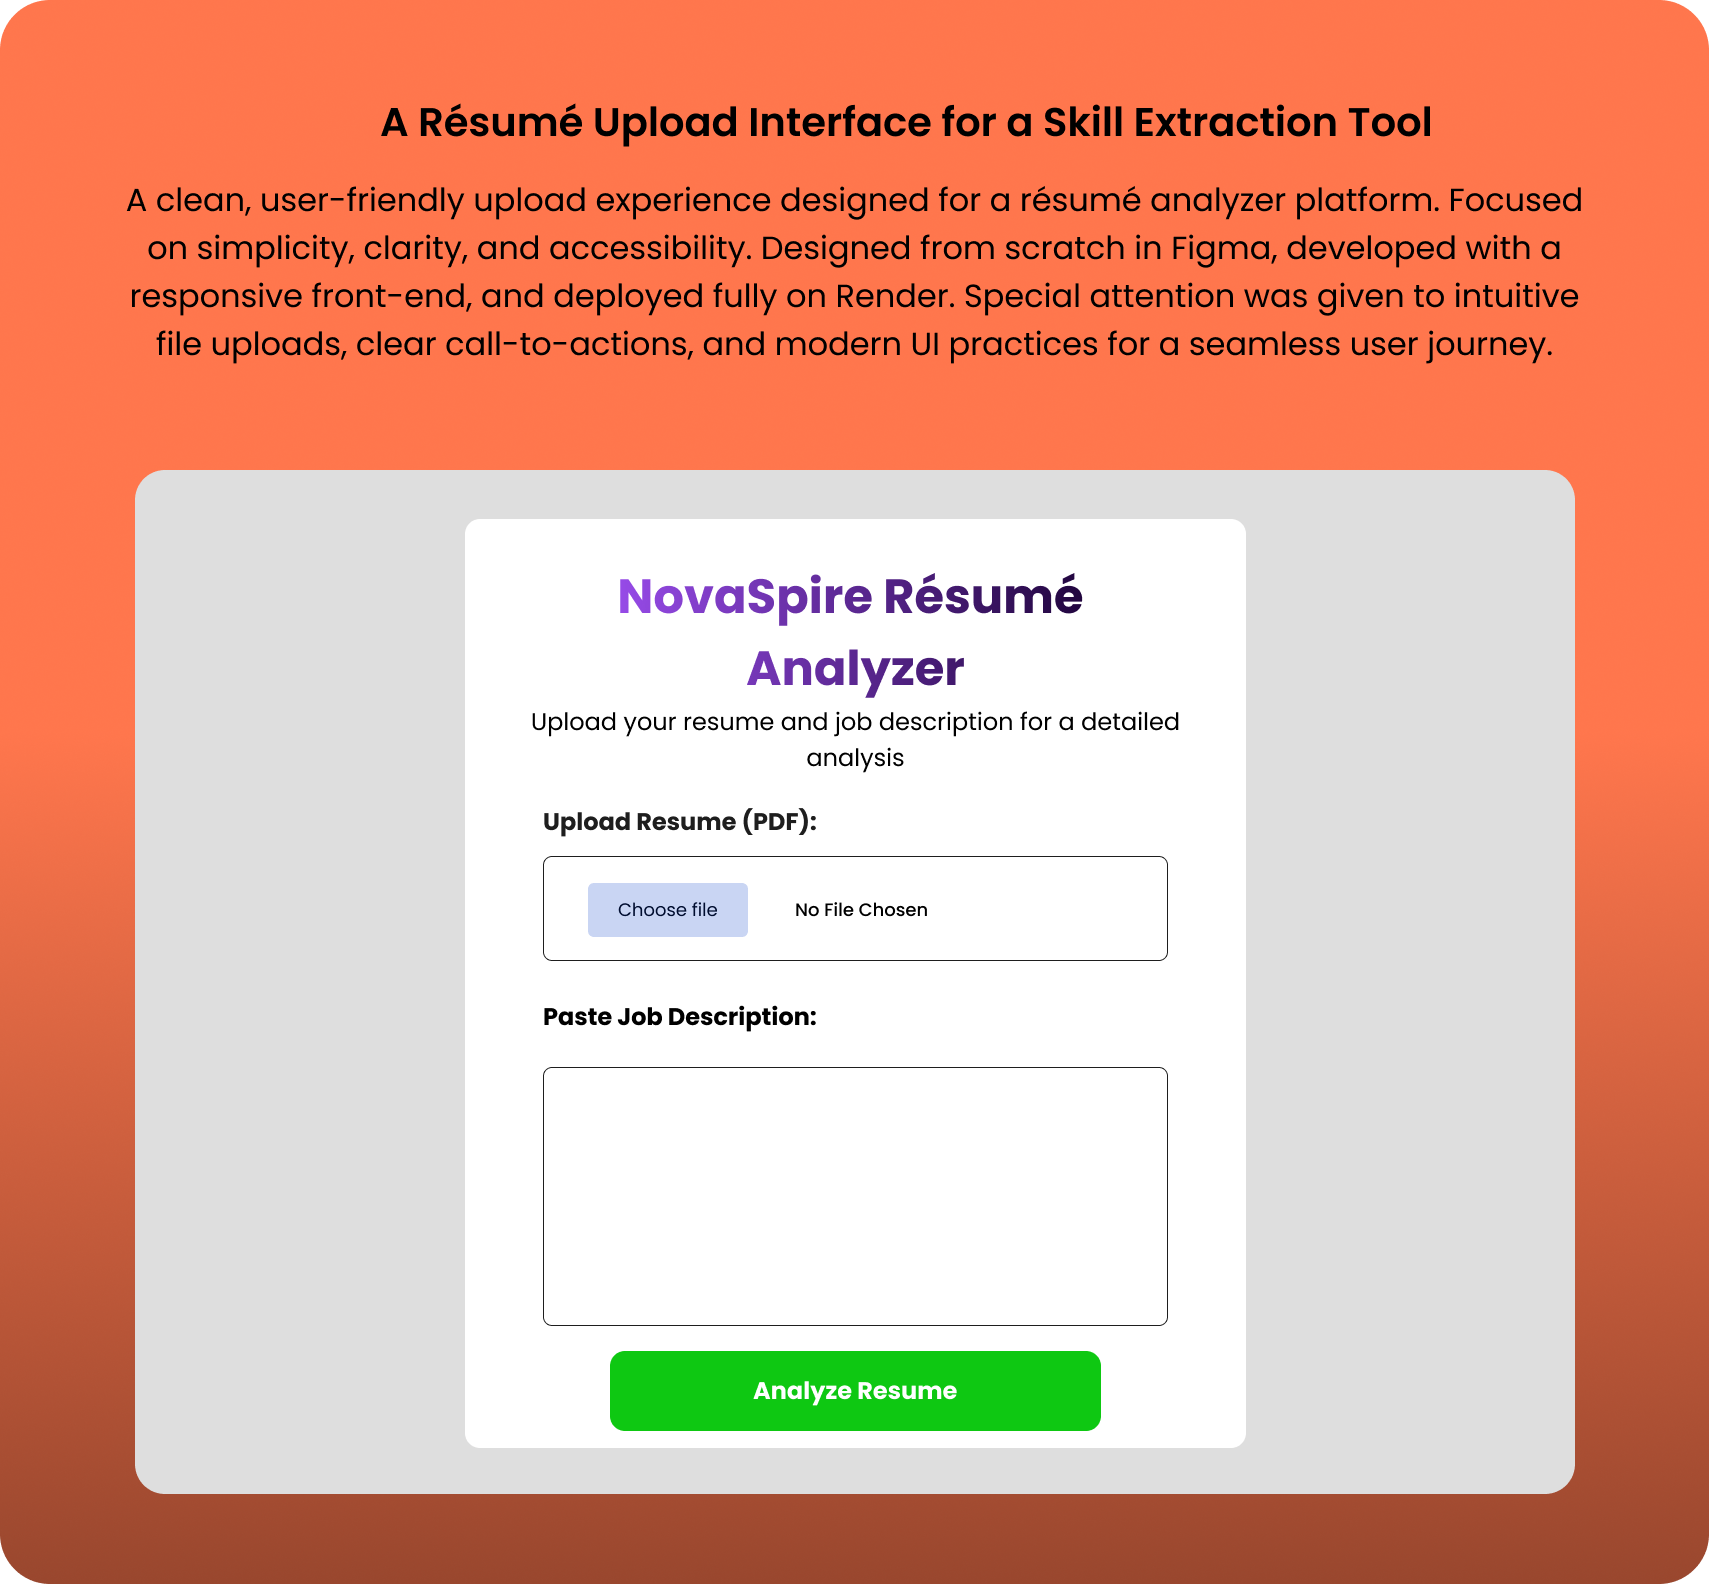 A Résumé Upload Interface for a Skill Extraction Tool
A clean, user-friendly upload experience designed for a résumé analyzer platform. Focused
on simplicity, clarity, and accessibility. Designed from scratch in Figma, developed with a
responsive front-end, and deployed fully on Render. Special attention was given to intuitive
file uploads, clear call-to-actions, and modern UI practices for a seamless user journey.
NovaSpire Résumé
Analyzer
Upload your resume and job description for a detailed
analysis
Upload Resume (PDF):
Choose file No File Chosen
Paste Job Description:
Analyze Resume